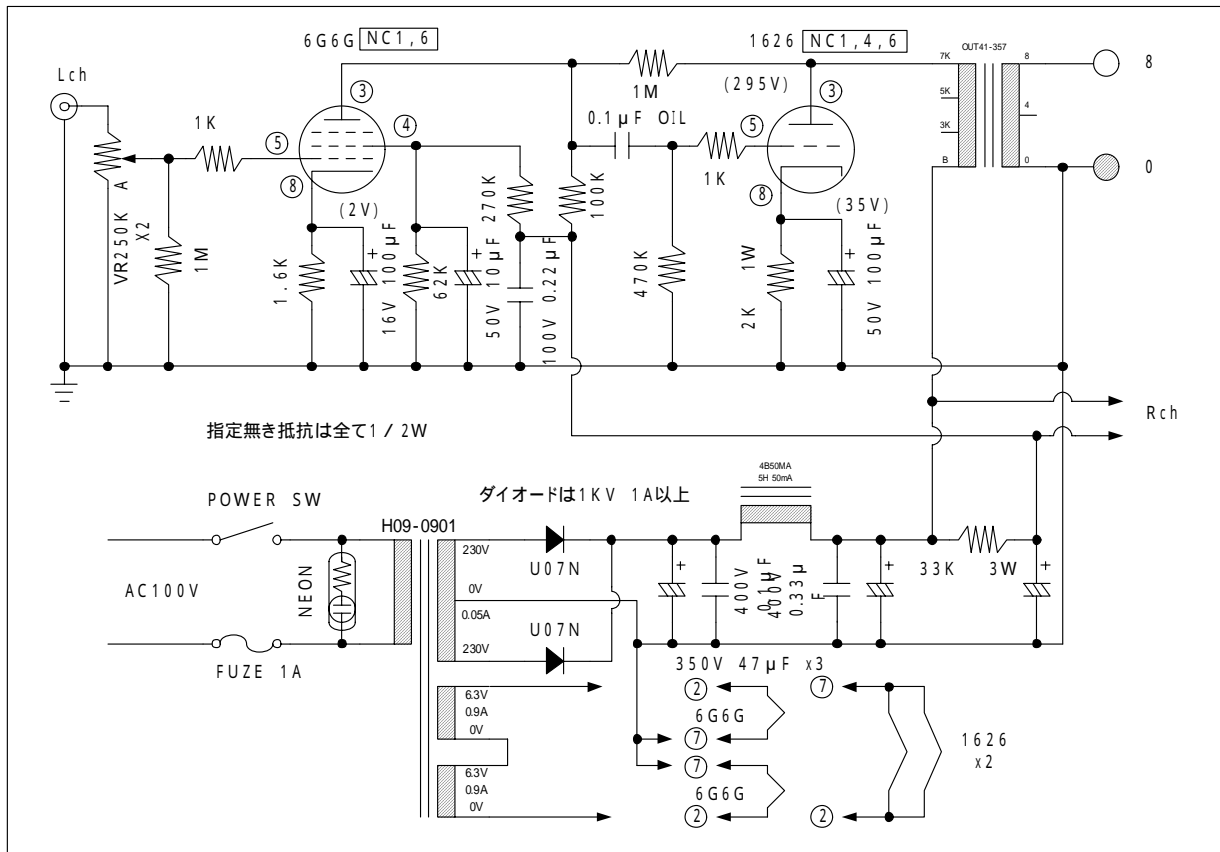 6G6G NC1,6
1626 NC1,4,6
OUT41-357
Lch
7K
8
8
(295V)
1M
3
3
5K
4
4
0.1μF OIL
1K
5
5
3K
1K
8
B
0
0
A
VR250K
X2
1M
8
(2V)
(35V)
270K
100K
1.6K
16V 100μF
62K
50V 10μF
100V 0.22μF
470K
1W
2K
50V 100μF
Rch
指定無き抵抗は全て1/2W
4B50MA
5H 50mA
ダイオードは1KV 1A以上
POWER SW
H09-0901
230V
U07N
AC100V
NEON
0V
0.05A
400V
0.1μF
400V
0.33μ
F
33K
3W
U07N
230V
FUZE 1A
350V 47μF x3
6.3V
0.9A
0V
2
7
6G6G
7
1626
x2
7
6.3V
0.9A
0V
6G6G
2
2